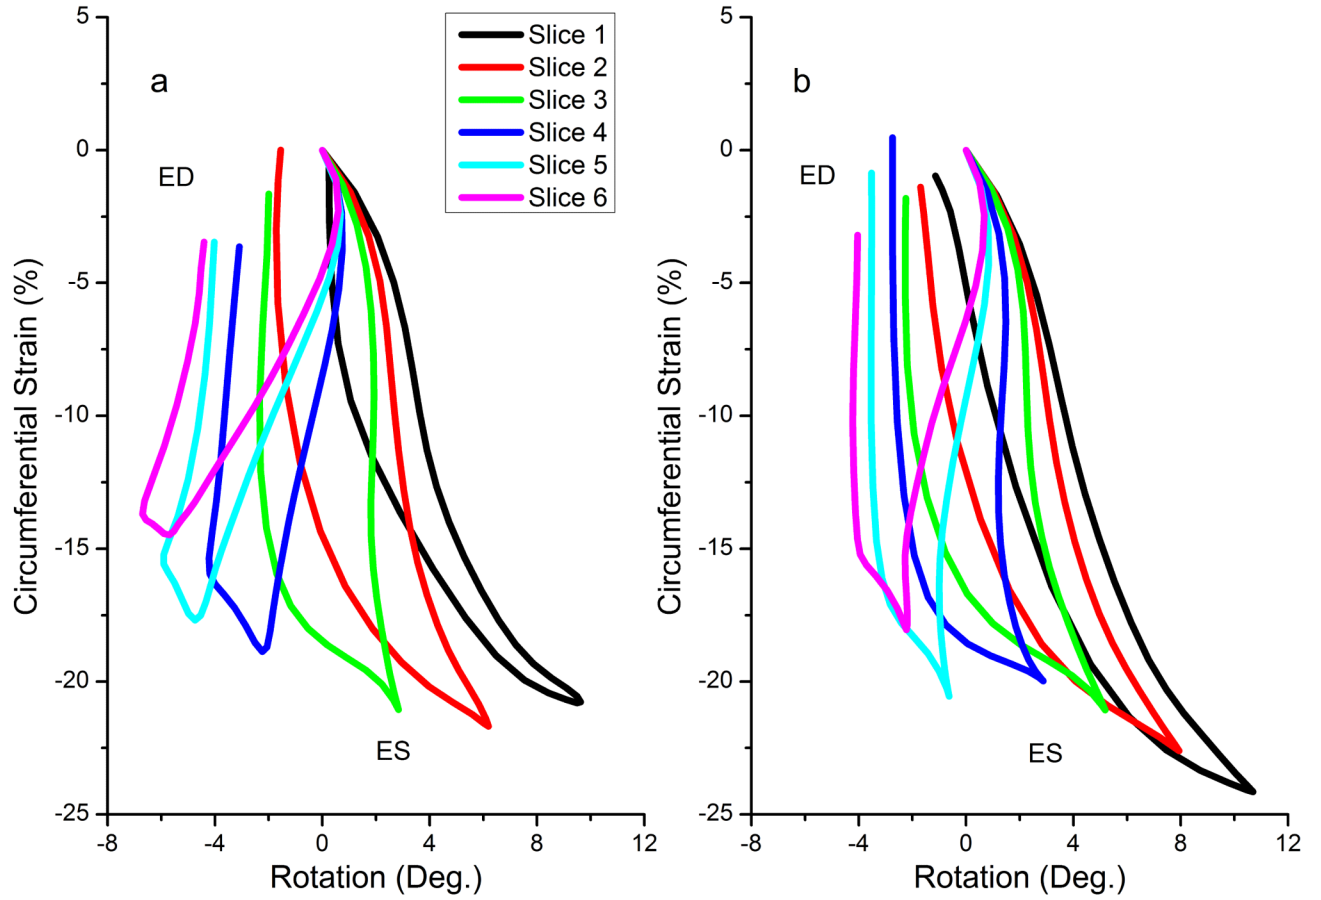 a
Slice 1
Slice 2
Slice 3
Slice 4
Slice 5
Slice 6
ED
ES
5
0
-5
-10
-15
-20
-25
-8
-4
0
4
8
12
Circumferential Strain (%)
Rotation (Deg.)
b
ED
ES
5
0
-5
-10
-15
-20
-25
-8
-4
0
4
8
12
Circumferential Strain (%)
Rotation (Deg.)